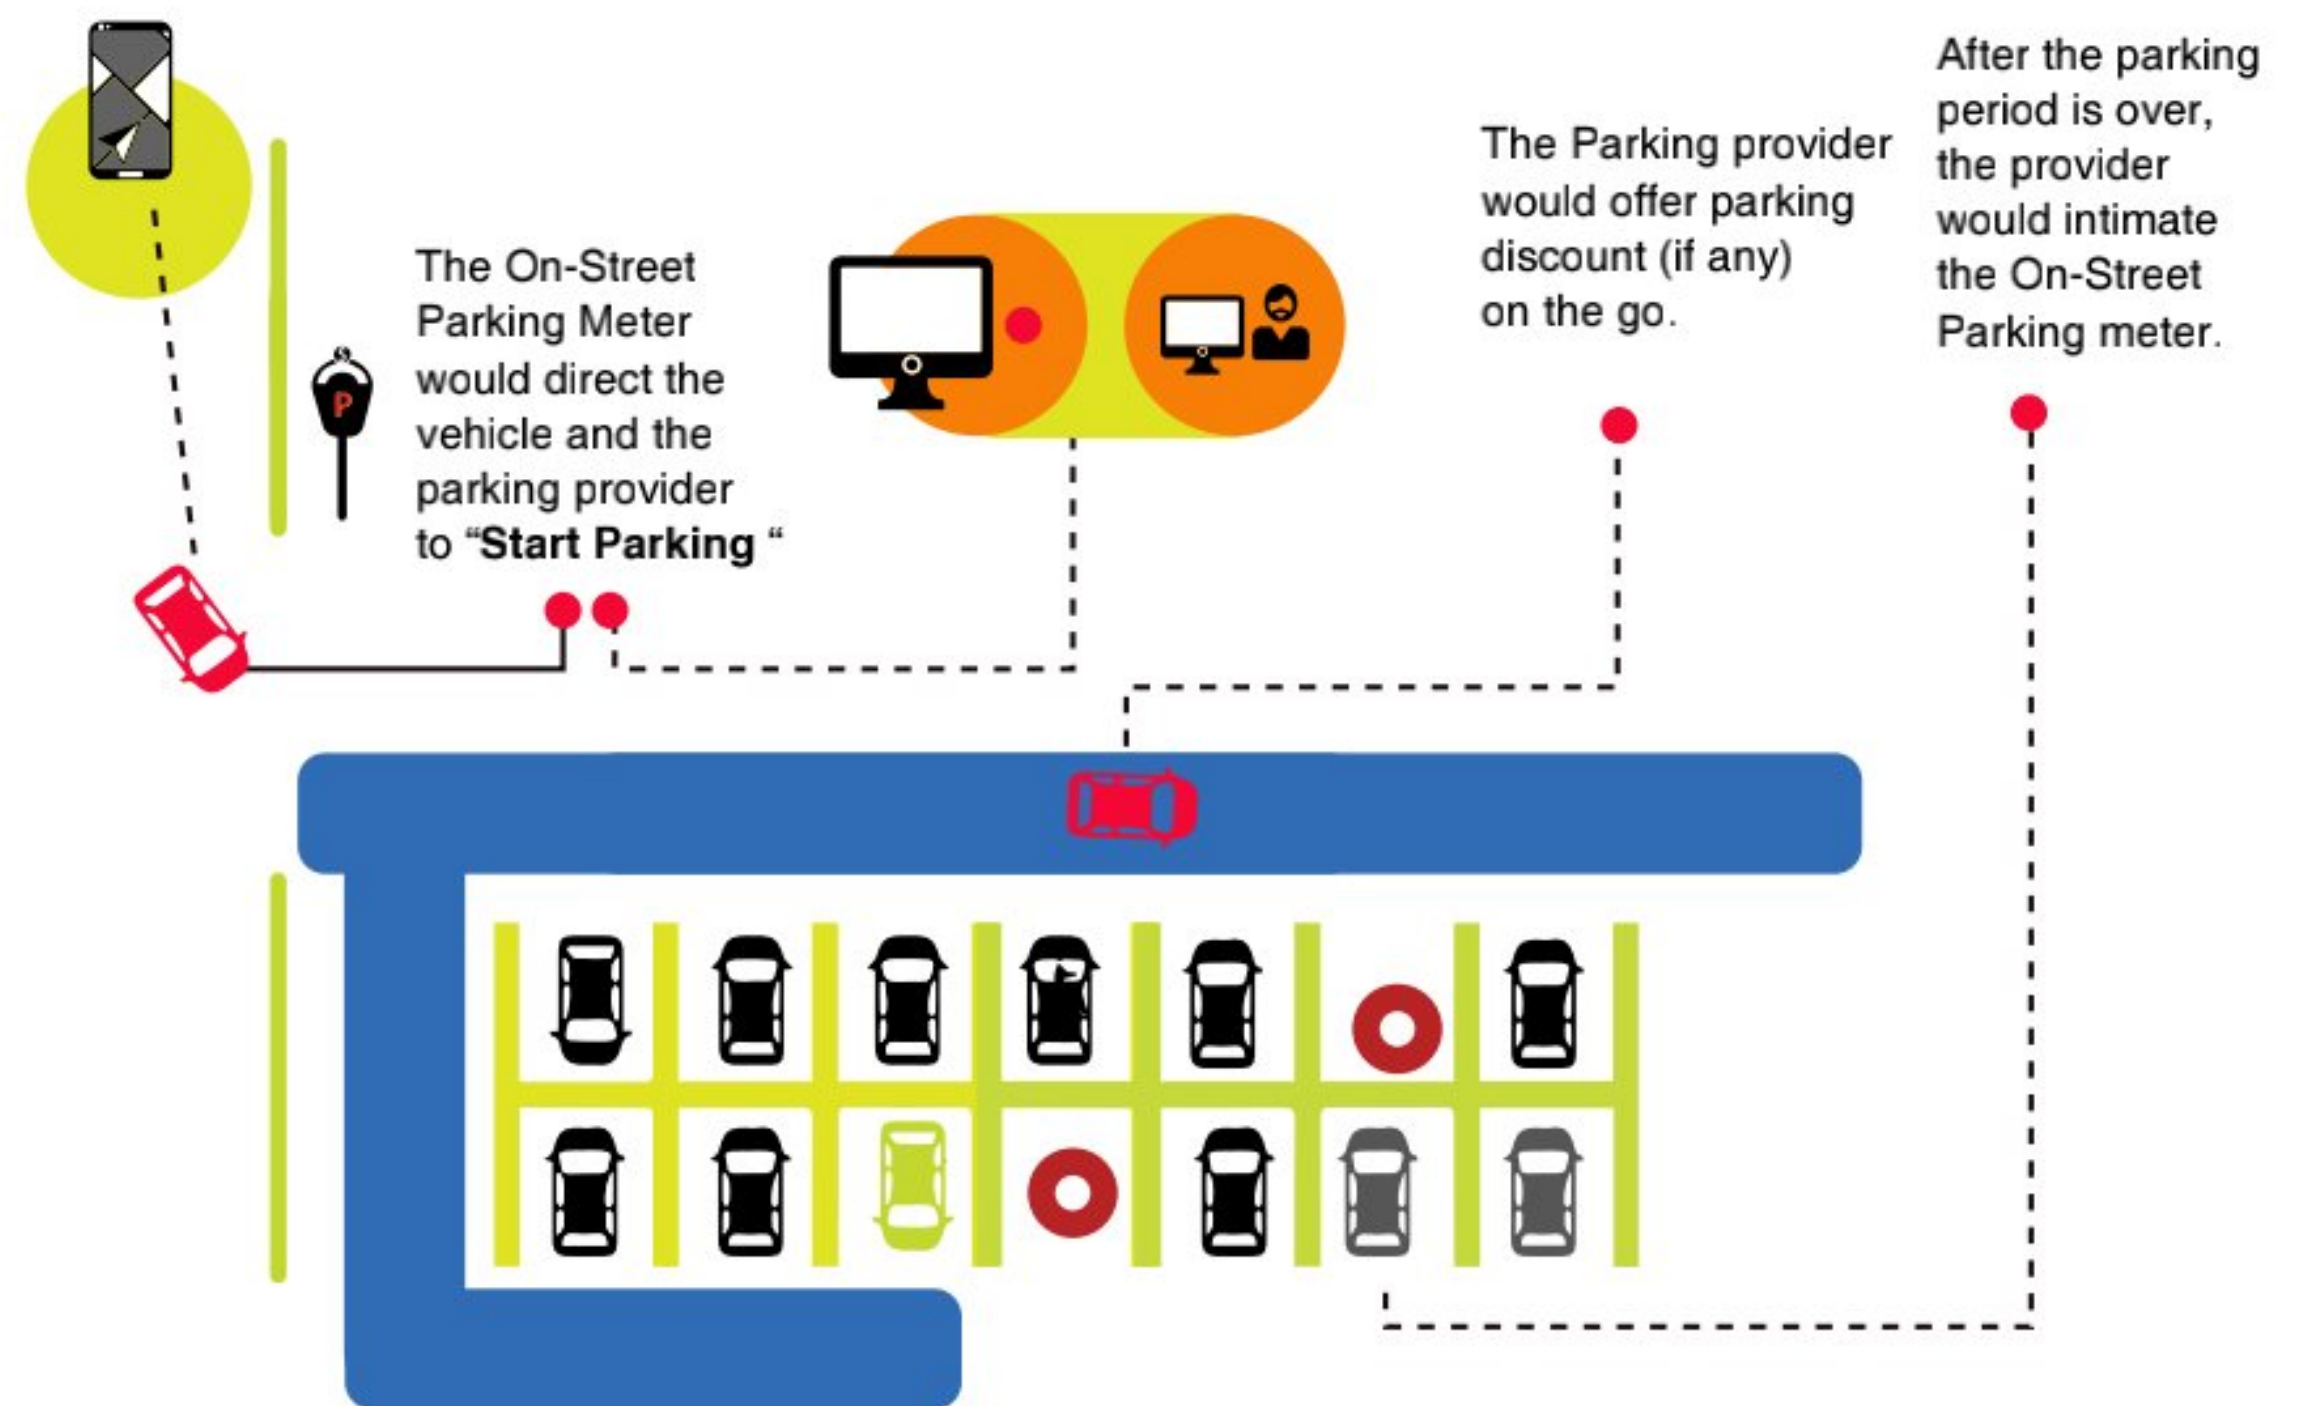 The On-Street
Parking Meter
would direct the
vehicle and the
parking provider
to “Start Parking “
P
The Parking provider
would offer parking
discount (if any)
on the go.
After the parking
period is over,
the provider
would intimate
the On-Street
Parking meter.